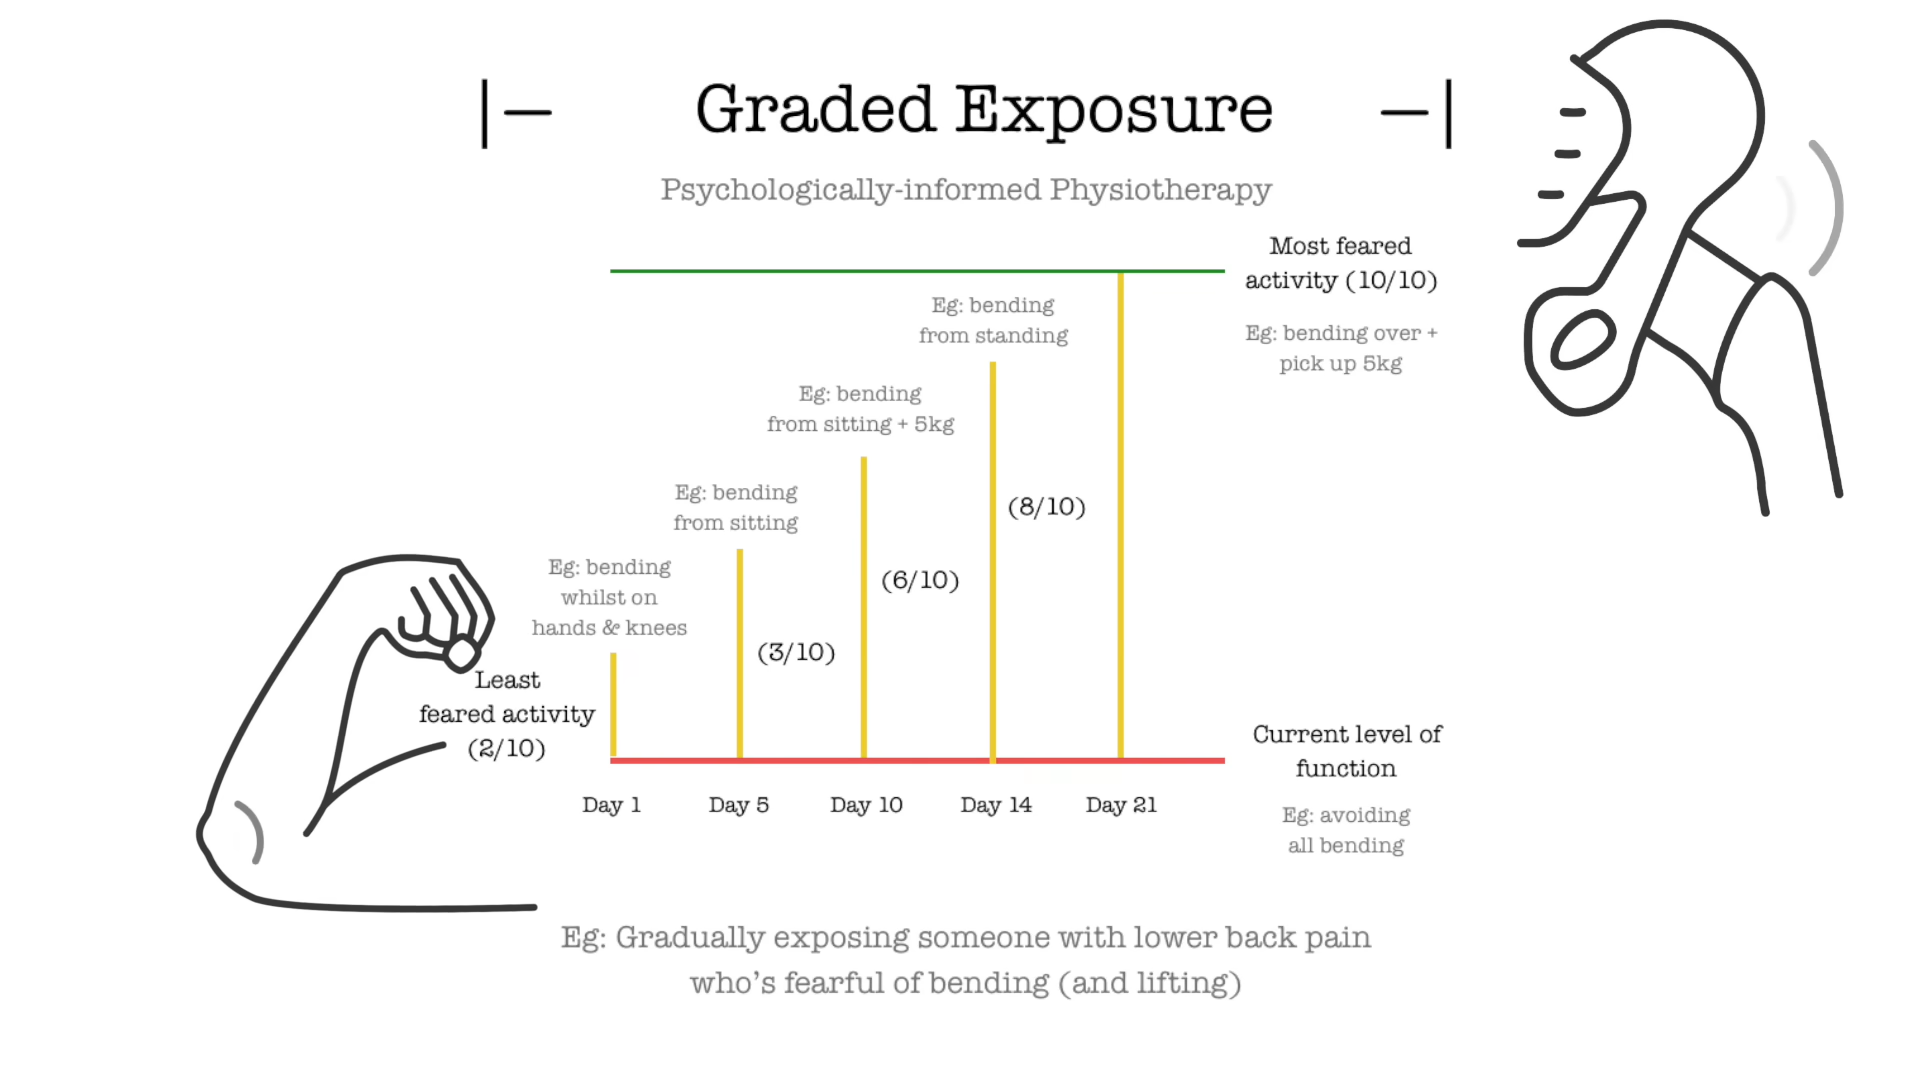 Graded Exposure
Psychologically-informed Physiotherapy
Most feared
activity (10/10)
Eg: bending over +
pick up 5kg
Eg: bending
from standing
Eg: bending
from sitting + 5kg
Eg: bending
from sitting
Eg: bending
whilst on
hands & knees
(8/10)
(6/10)
(3/10)
Least
feared activity
(2/10)
Current level of
function
Eg: avoiding
all bending
Day 1 Day 5 Day 10 Day 14 Day 21
Eg: Gradually exposing someone with lower back pain
who's fearful of bending (and lifting)